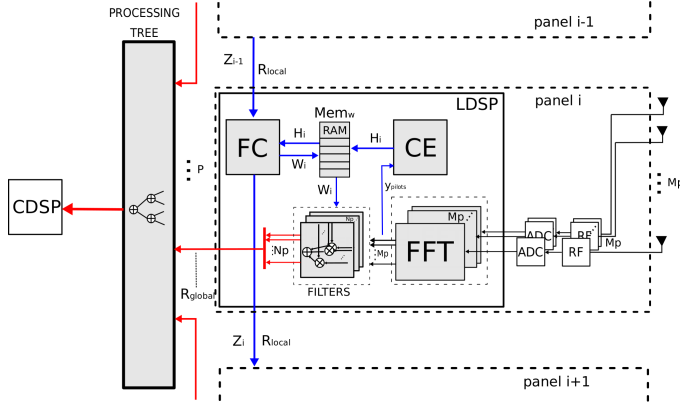 PROCESSING
TREE
panel i-1
Zi-1
Rlocal
panel i
LDSP
Memw
RAM
FC
Hi
Wi
Hi
CE
P
Wi
ypilots
CDSP
Np
Mp
Mp
FFT
ADC
RF
Mp
ADC
RF
Np
Mp
Rglobal
FILTERS
Zi
Rlocal
panel i+1